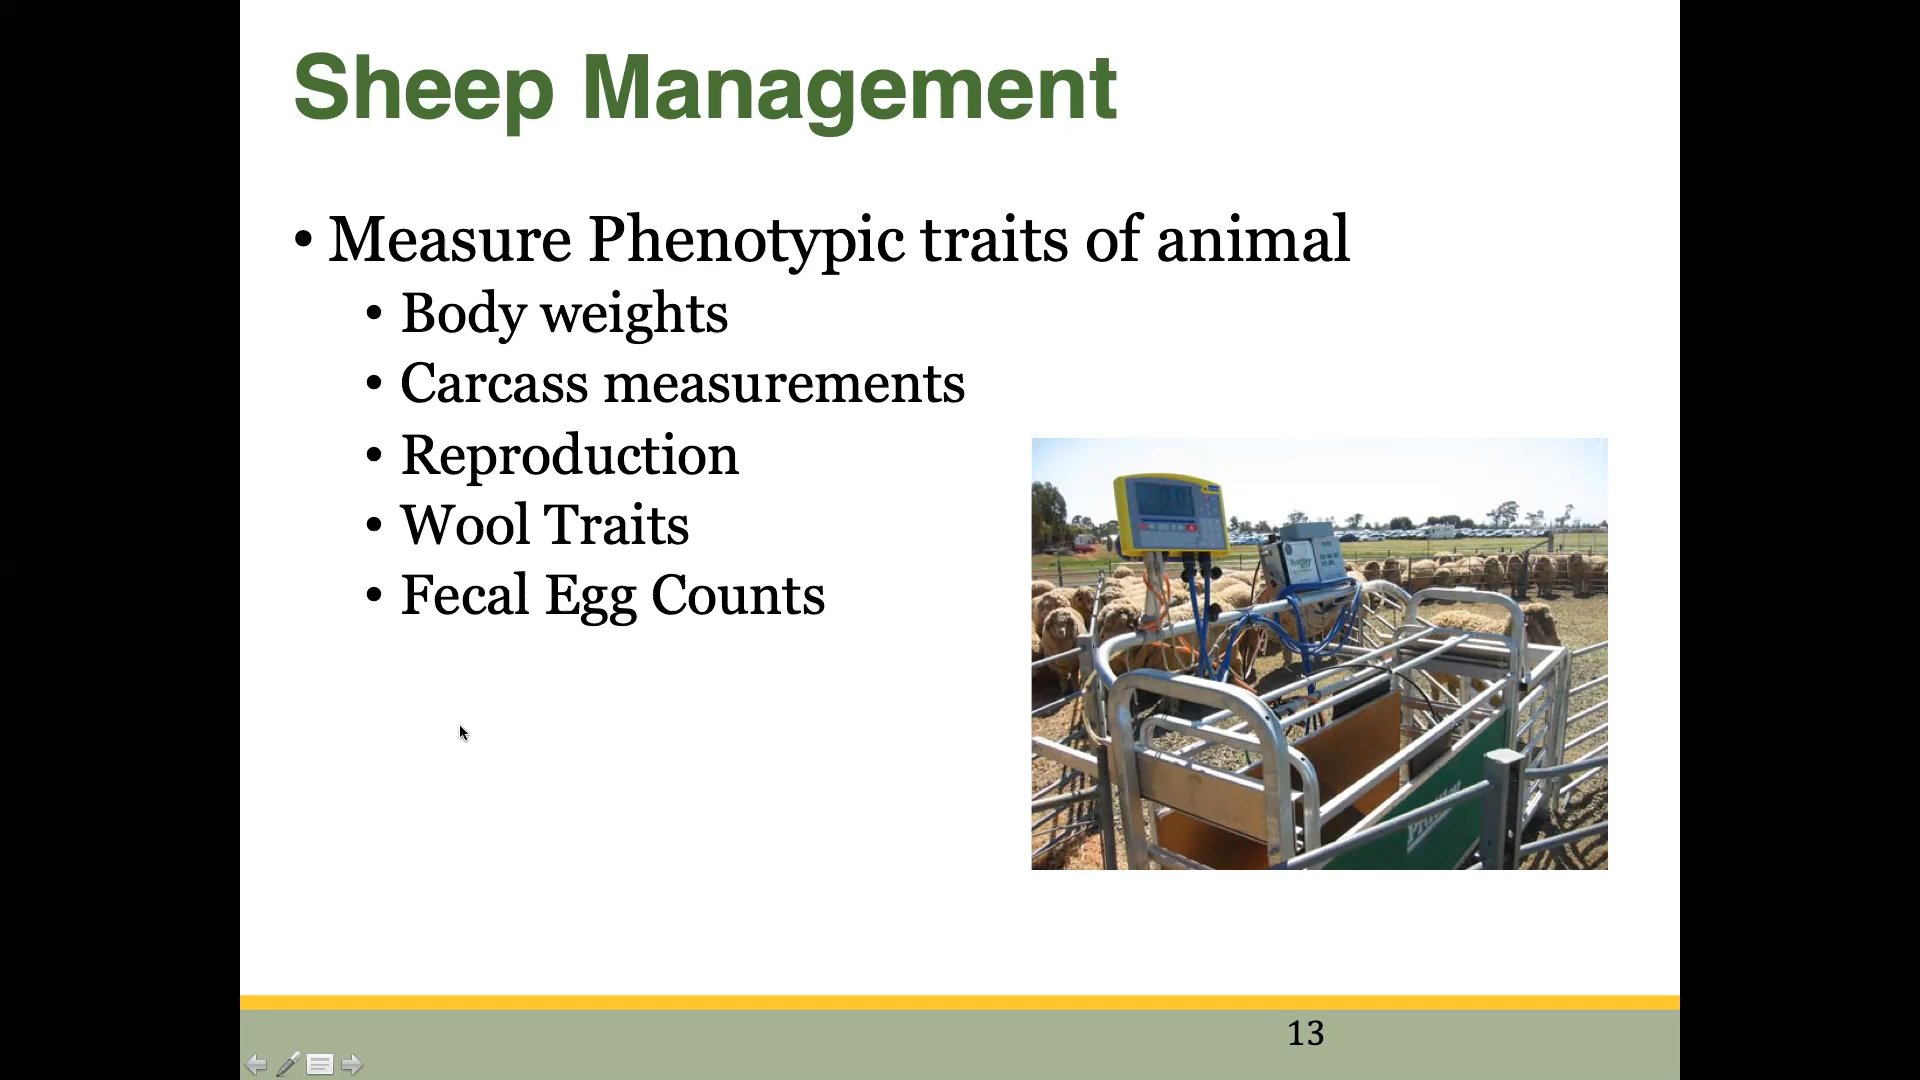 Sheep Management
• Measure Phenotypic traits of animal
• Body weights
• Carcass measurements
• Reproduction
• Wool Traits
• Fecal Egg Counts
13